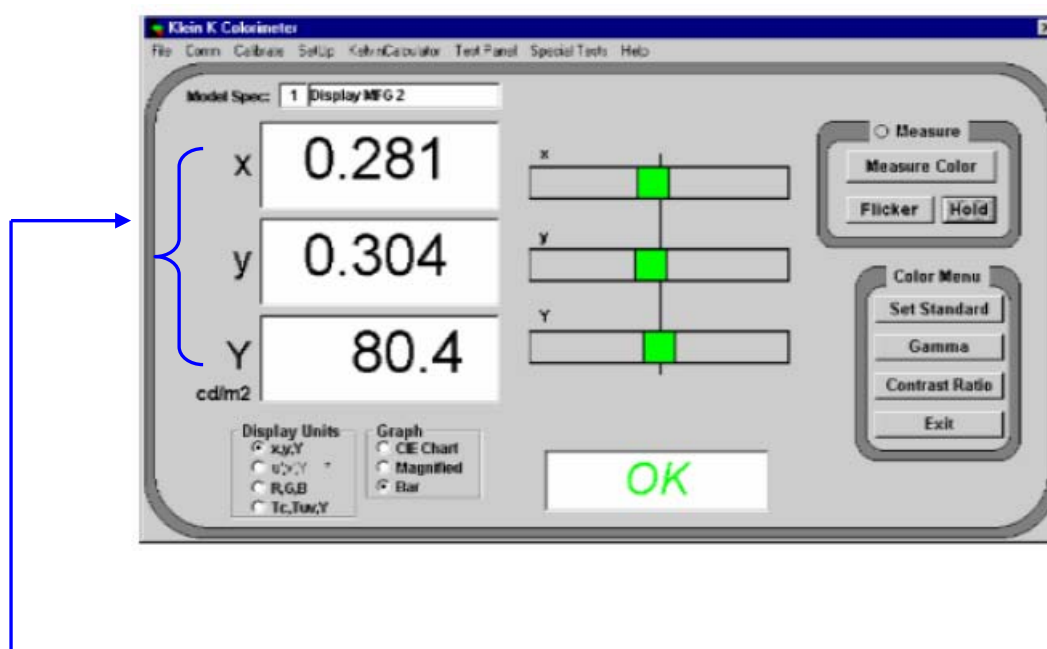 Klein K Colorimeter
File Comm Calibrate SetUp KelvinCalculator Test Panel Special Tests Help
Model Spec: 1 Display MFG 2
x 0.281
y 0.304
Y 80.4
cd/m2
x
y
Y
Measure
Measure Color
Flicker Hold
Color Menu
Set Standard
Gamma
Contrast Ratio
Exit
Display Units
x,y,Y
R,G,B
Tc,Tuv,Y
Graph
CIE Chart
Magnified
Bar
OK